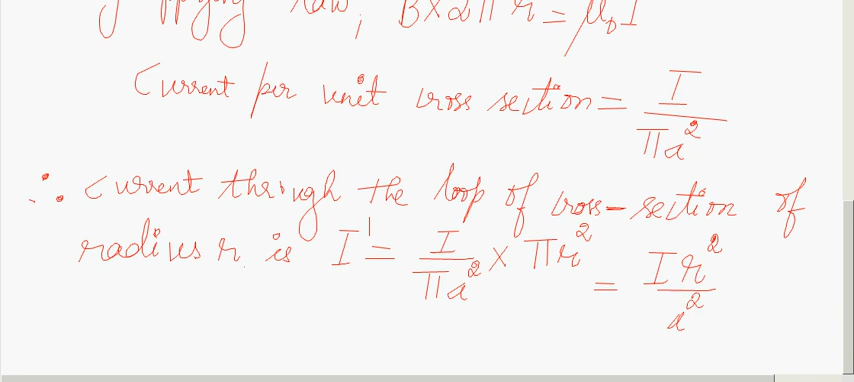 applying law, B×2πr=μ₀I
Current per unit cross section = I/πa²
∴ current through the loop of cross-section of
radius r is I' = I/πa² × πr² = Ir²/a²